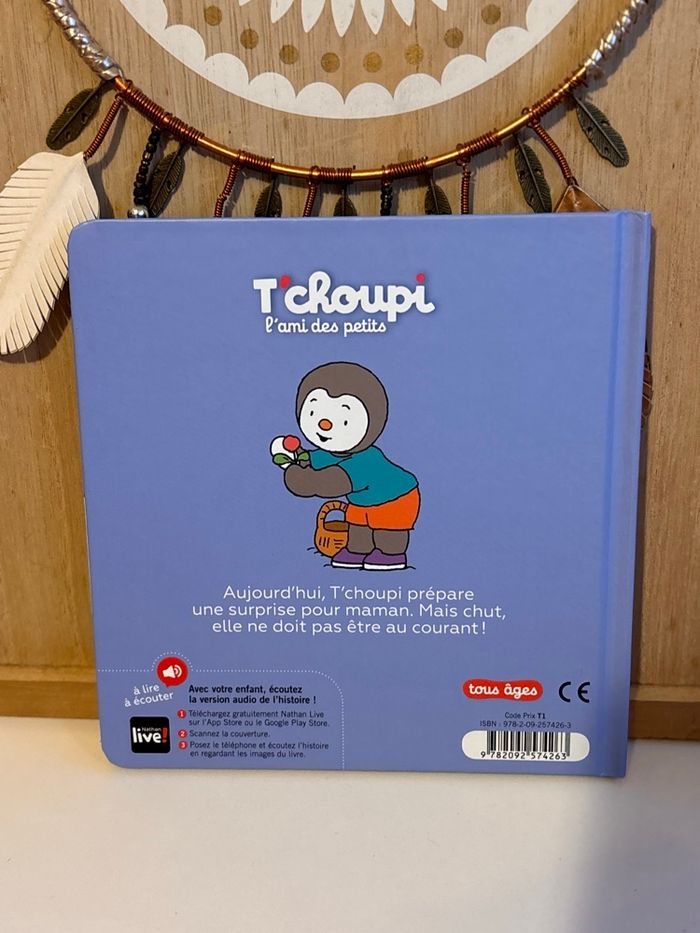 T'choupi
l'ami des petits
Aujourd'hui, T'choupi prépare
une surprise pour maman. Mais chut,
elle ne doit pas être au courant !
à lire
à écouter
Avec votre enfant, écoutez
la version audio de l'histoire !
1 Téléchargez gratuitement Nathan Live
sur l'App Store ou le Google Play Store.
2 Scannez la couverture.
3 Posez le téléphone et écoutez l'histoire
en regardant les images du livre.
Nathan
live!
tous âges
CE
Code Prix T1
ISBN : 978-2-09-257426-3
9 782092 574263